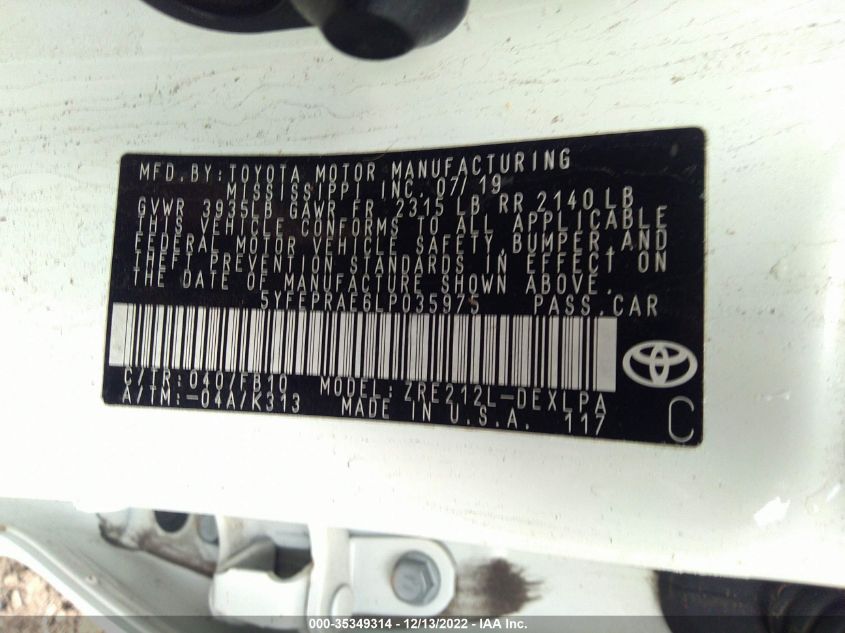 MFD. BY: TOYOTA MOTOR MANUFACTURING
MISSISSIPPI INC. 07/19
GVWR 3935LB GAWR FR 2315 LB RR 2140 LB
THIS VEHICLE CONFORMS TO ALL APPLICABLE
FEDERAL MOTOR VEHICLE SAFETY, BUMPER, AND
THEFT PREVENTION STANDARDS IN EFFECT ON
THE DATE OF MANUFACTURE SHOWN ABOVE.
5YFEPRAE6LP035975 PASS. CAR
C/TR: 040/FB10 MODEL: ZRE212L-DEXLPA
A/TM: -04A/K313 MADE IN U.S.A. 117
C
000-35349314 - 12/13/2022 - IAA Inc.